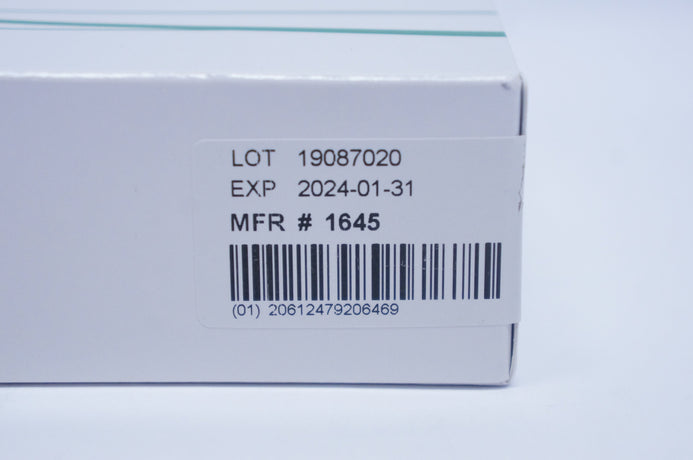 LOT 19087020
EXP 2024-01-31
MFR # 1645
(01) 20612479206469